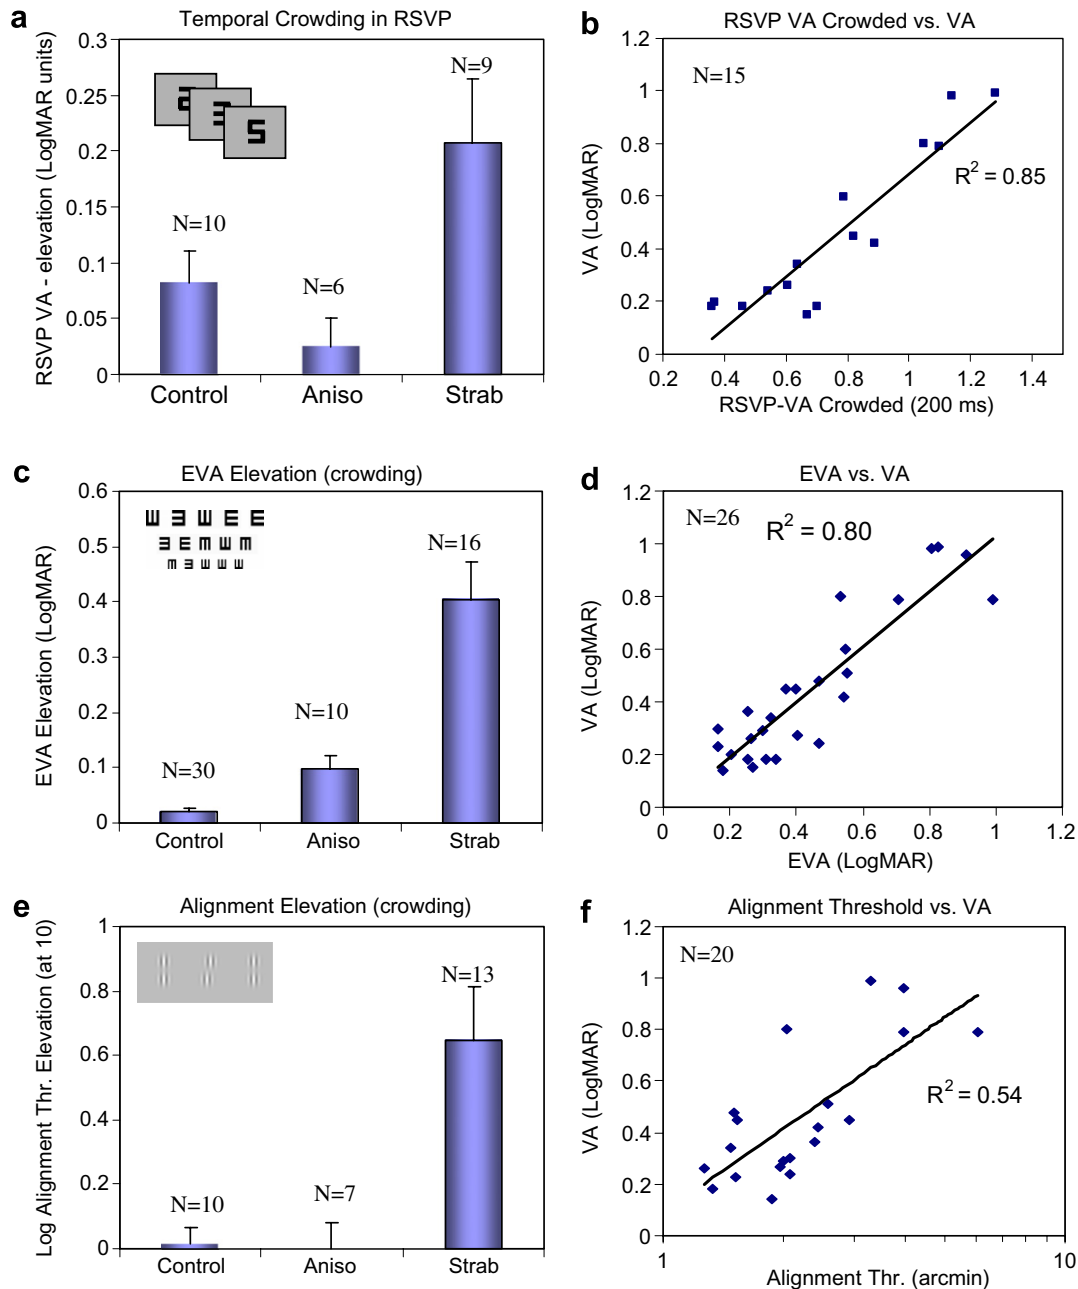 a
Temporal Crowding in RSVP
RSVP VA - elevation (LogMAR units)
0.3
0.25
0.2
0.15
0.1
0.05
0
2 3 5
N=10
N=6
N=9
Control Aniso Strab
b
RSVP VA Crowded vs. VA
VA (LogMAR)
1.2
1
0.8
0.6
0.4
0.2
0
N=15
R² = 0.85
0.2 0.4 0.6 0.8 1 1.2 1.4
RSVP-VA Crowded (200 ms)
c
EVA Elevation (crowding)
EVA Elevation (LogMAR)
0.6
0.5
0.4
0.3
0.2
0.1
0
N=30
N=10
N=16
Control Aniso Strab
d
EVA vs. VA
VA (LogMAR)
1.2
1
0.8
0.6
0.4
0.2
0
N=26
R² = 0.80
0 0.2 0.4 0.6 0.8 1 1.2
EVA (LogMAR)
e
Alignment Elevation (crowding)
Log Alignment Thr. Elevation (at 10)
1
0.8
0.6
0.4
0.2
0
N=10
N=7
N=13
Control Aniso Strab
f
Alignment Threshold vs. VA
VA (LogMAR)
1.2
1
0.8
0.6
0.4
0.2
0
N=20
R² = 0.54
1 10
Alignment Thr. (arcmin)